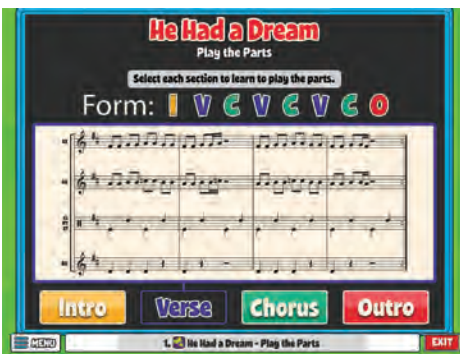 He Had a Dream
Play the Parts
Select each section to learn to play the parts.
Form: I V C V C V C O
Intro Verse Chorus Outro
MENU 1. He Had a Dream - Play the Parts EXIT